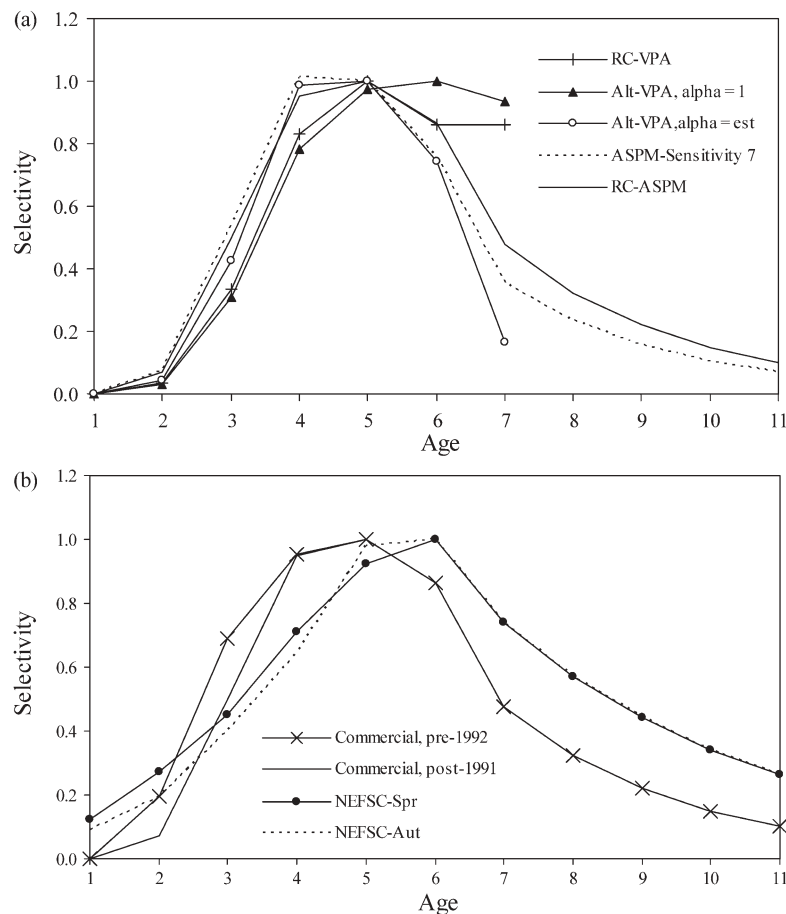 (a)
1.2
1.0
0.8
0.6
0.4
0.2
0.0
Selectivity
RC-VPA
Alt-VPA, alpha = 1
Alt-VPA,alpha = est
ASPM-Sensitivity 7
RC-ASPM
1 2 3 4 5 6 7 8 9 10 11
Age
(b)
1.2
1.0
0.8
0.6
0.4
0.2
0.0
Selectivity
Commercial, pre-1992
Commercial, post-1991
NEFSC-Spr
NEFSC-Aut
1 2 3 4 5 6 7 8 9 10 11
Age